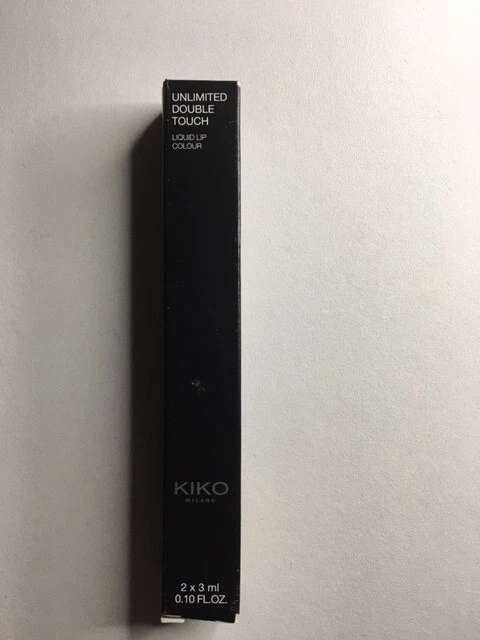 UNLIMITED
DOUBLE
TOUCH
LIQUID LIP
COLOUR
KIKO
MILANO
2 x 3 ml
0.10 FL.OZ.